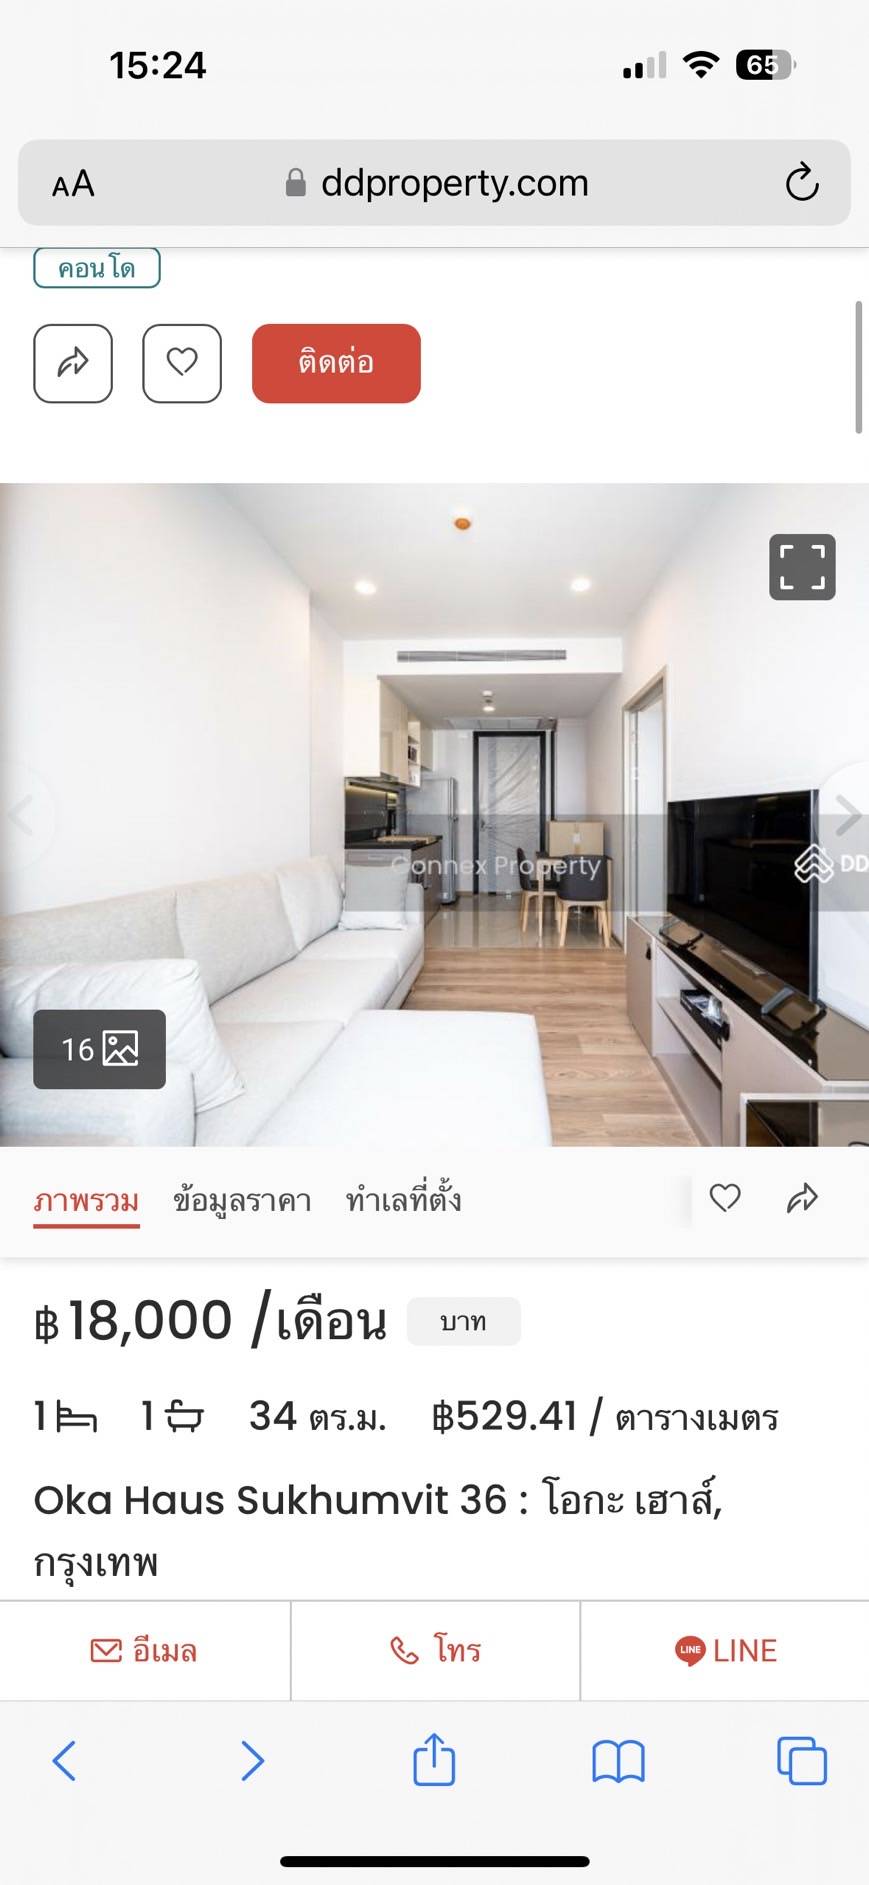 15:24
65
AA
ddproperty.com
คอนโด
ติดต่อ
Connex Property
DD
16
ภาพรวม ข้อมูลราคา ทำเลที่ตั้ง
฿18,000 /เดือน บาท
1 1 34 ตร.ม. ฿529.41 / ตารางเมตร
Oka Haus Sukhumvit 36 : โอกะ เฮาส์,
กรุงเทพ
อีเมล โทร LINE LINE